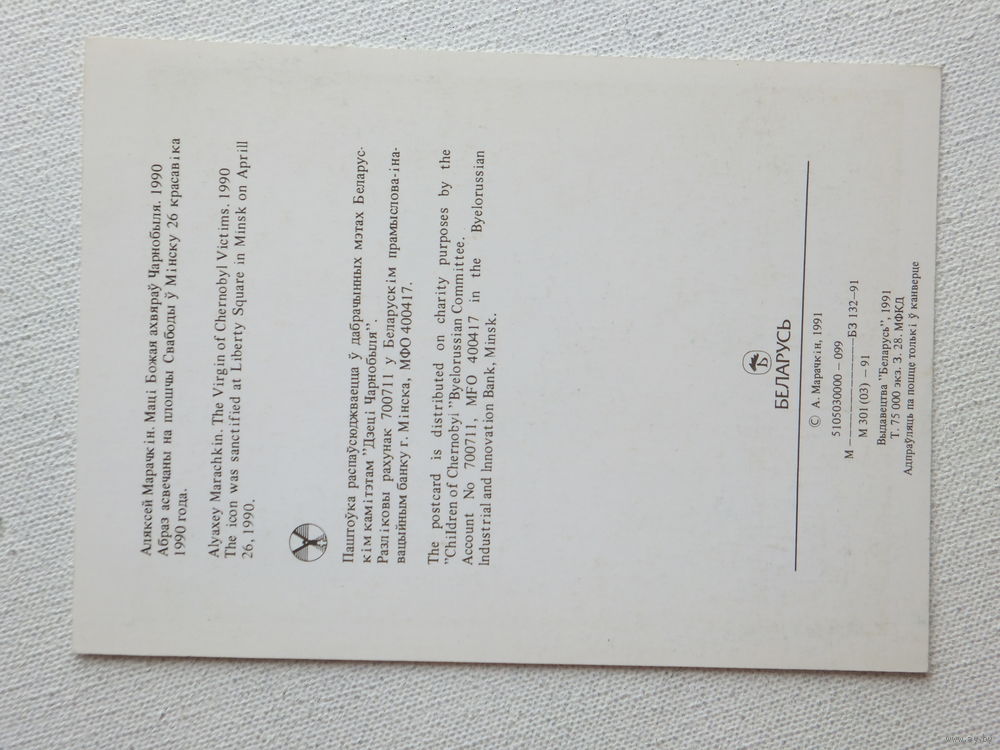 Аляксей Марачкін. Маці Божая ахвяраў Чарнобыля. 1990
Абраз асвечаны на плошчы Свабоды ў Мінску 26 красавіка
1990 года.
Alyaxey Marachkin. The Virgin of Chernobyl Victims. 1990
The icon was sanctified at Liberty Square in Minsk on Aprill
26, 1990.
Паштоўка распаўсюджваецца ў дабрачынных мэтах Беларус-
кім камітэтам "Дзеці Чарнобыля".
Разліковы рахунак 700711 у Беларускім прамыслова-іна-
вацыйным банку г. Мінска, МФО 400417.
The postcard is distributed on charity purposes by the
"Children of Chernobyi "Byelorussian Committee.
Account No 700711, MFO 400417 in the Byelorussian
Industrial and Innovation Bank, Minsk.
Б
БЕЛАРУСЬ
© А. Марачкін, 1991
5105030000 – 099
М ———————— БЗ 132–91
М 301 (03) – 91
Выдавецтва "Беларусь", 1991
Т. 75 000 экз. З. 28. МФКД
Адпраўляць па пошце толькі ў канверце
www.ay.by